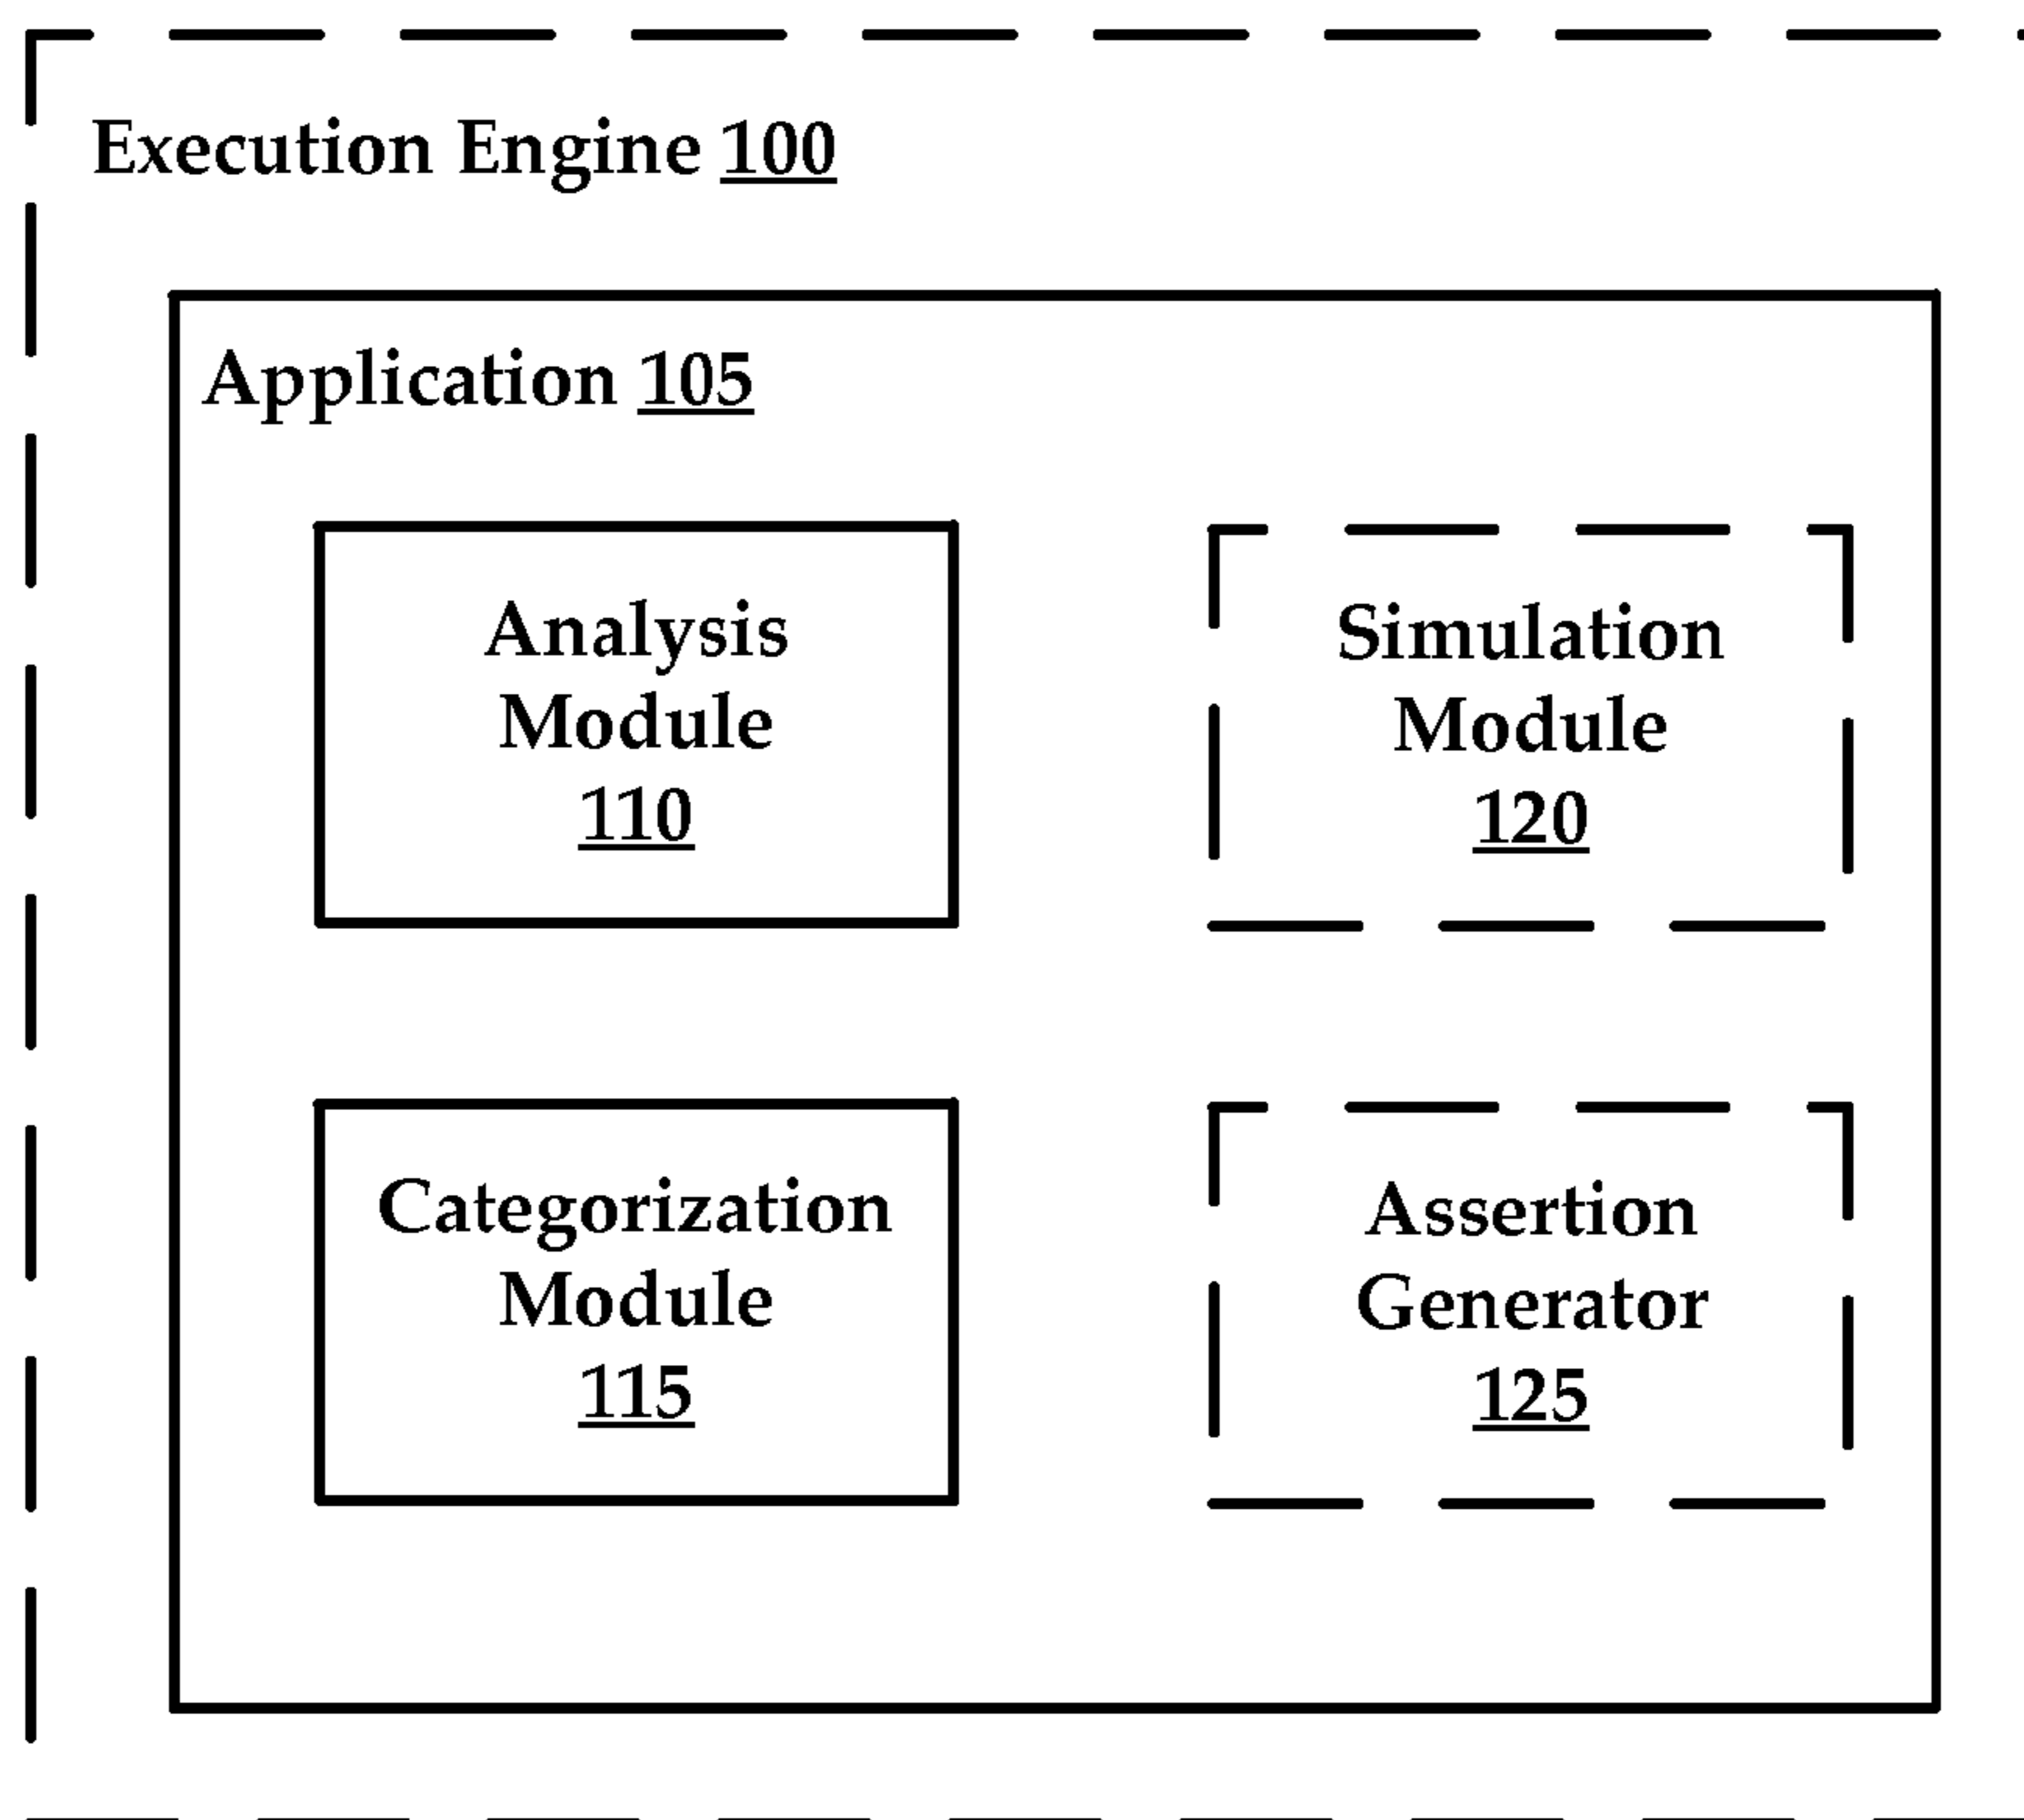 Execution Engine 100
Application 105
Analysis
Module
110
Simulation
Module
120
Categorization
Module
115
Assertion
Generator
125